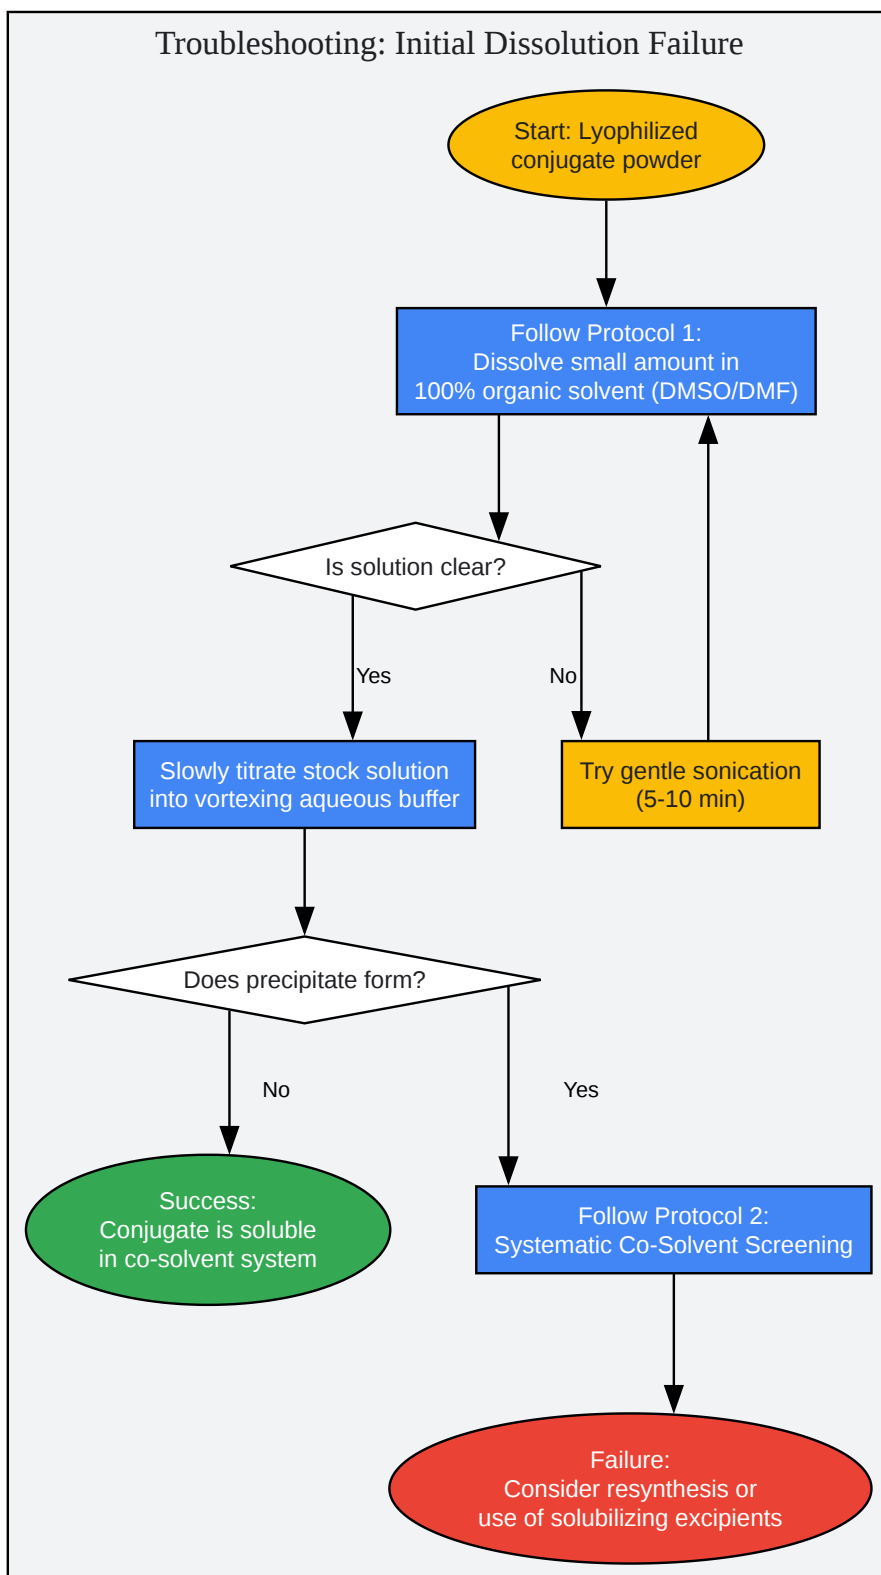 Troubleshooting: Initial Dissolution Failure
Start: Lyophilized
conjugate powder
Follow Protocol 1:
Dissolve small amount in
100% organic solvent (DMSO/DMF)
Is solution clear?
Yes
No
Slowly titrate stock solution
into vortexing aqueous buffer
Try gentle sonication
(5-10 min)
Does precipitate form?
No
Yes
Success:
Conjugate is soluble
in co-solvent system
Follow Protocol 2:
Systematic Co-Solvent Screening
Failure:
Consider resynthesis or
use of solubilizing excipients